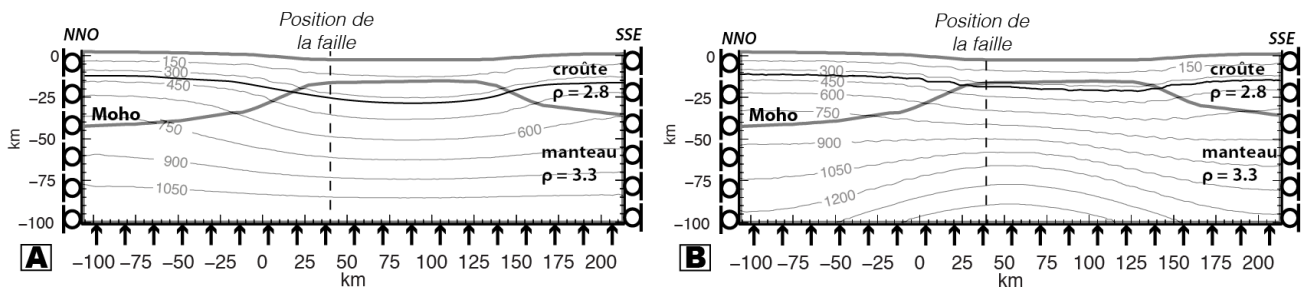 Position de
la faille
NNO
SSE
0
−25
−50
−75
−100
km
150
300
450
750
600
900
1050
croûte
ρ = 2.8
Moho
manteau
ρ = 3.3
A
−100 −75 −50 −25 0 25 50 75 100 125 150 175 200
km
Position de
la faille
NNO
SSE
0
−25
−50
−75
−100
km
150
300
450
600
750
900
1050
1200
croûte
ρ = 2.8
Moho
manteau
ρ = 3.3
B
−100 −75 −50 −25 0 25 50 75 100 125 150 175 200
km